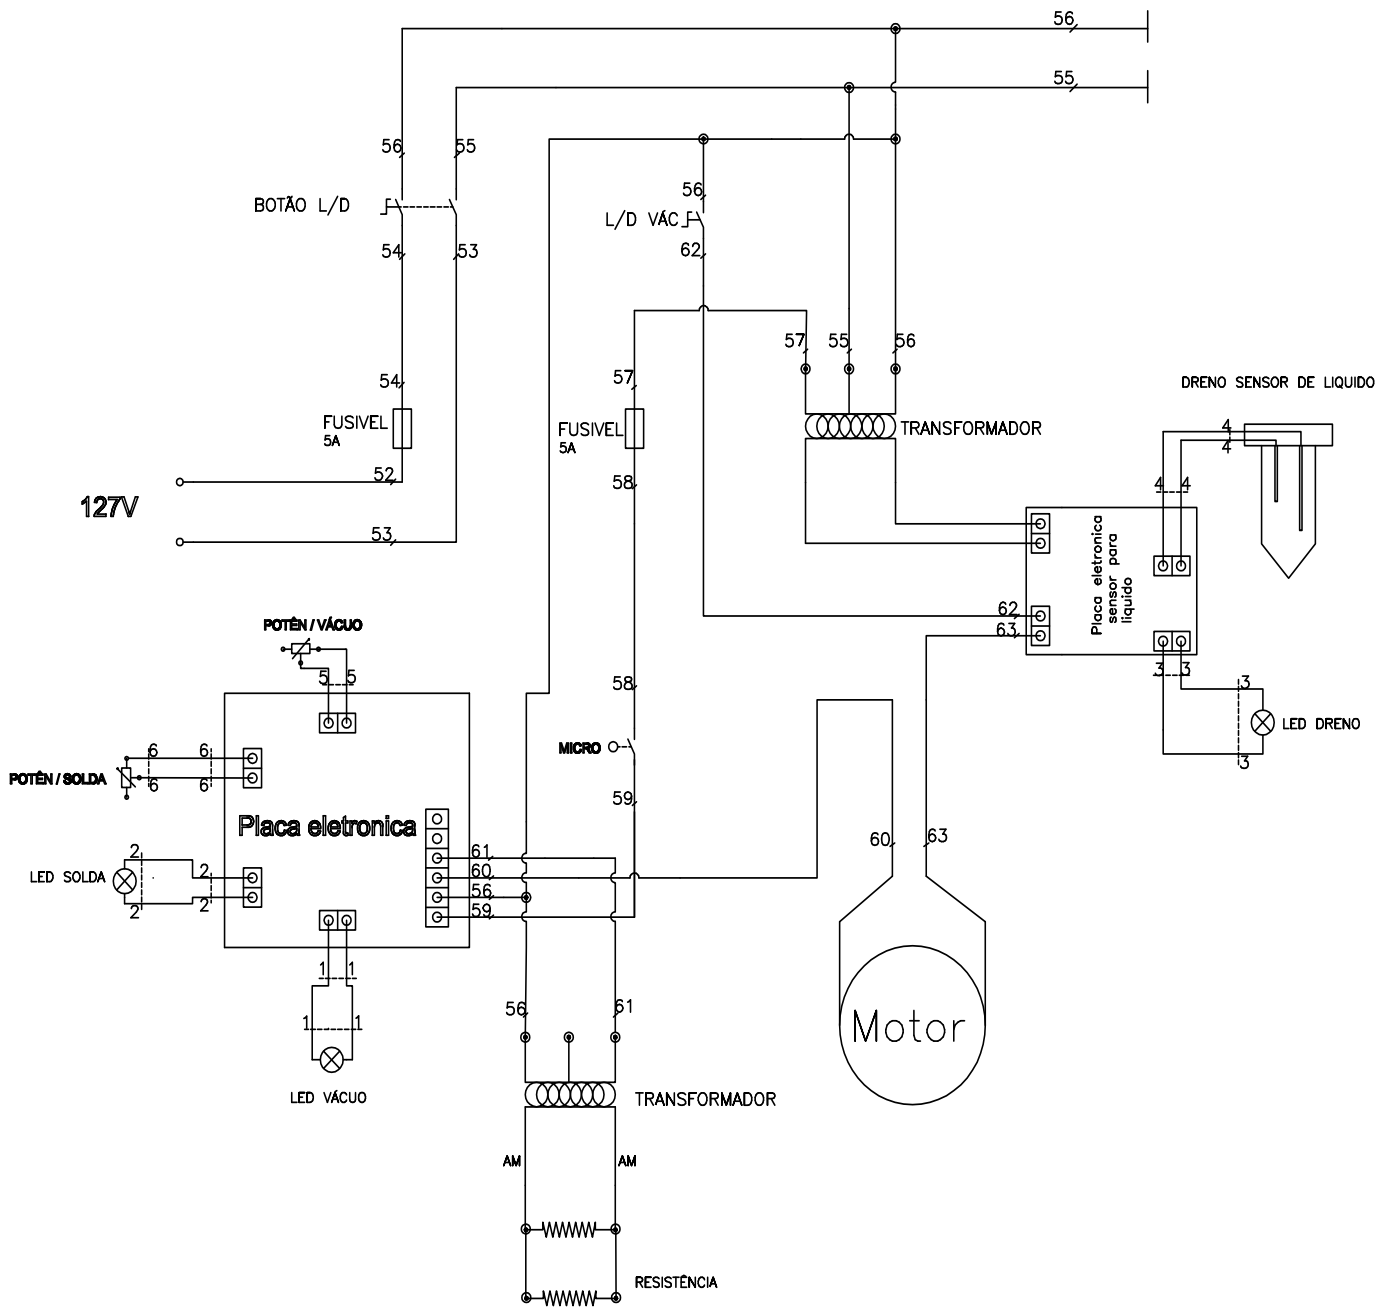 56
55
56
55
BOTÃO L/D
56
L/D VÁC
54
53
62
57
55
56
54
57
DRENO SENSOR DE LIQUIDO
FUSIVEL
5A
FUSIVEL
5A
TRANSFORMADOR
4
4
52
58
4
4
127V
53
Placa eletronica
sensor para
liquido
62
63
POTÊN / VÁCUO
5
5
58
3
3
3
LED DRENO
3
MICRO
6
6
POTÊN / SOLDA
6
6
59
Placa eletronica
60
63
61
2
2
LED SOLDA
60
56
2
2
59
1
1
56
61
1
1
Motor
LED VÁCUO
TRANSFORMADOR
AM
AM
RESISTÊNCIA